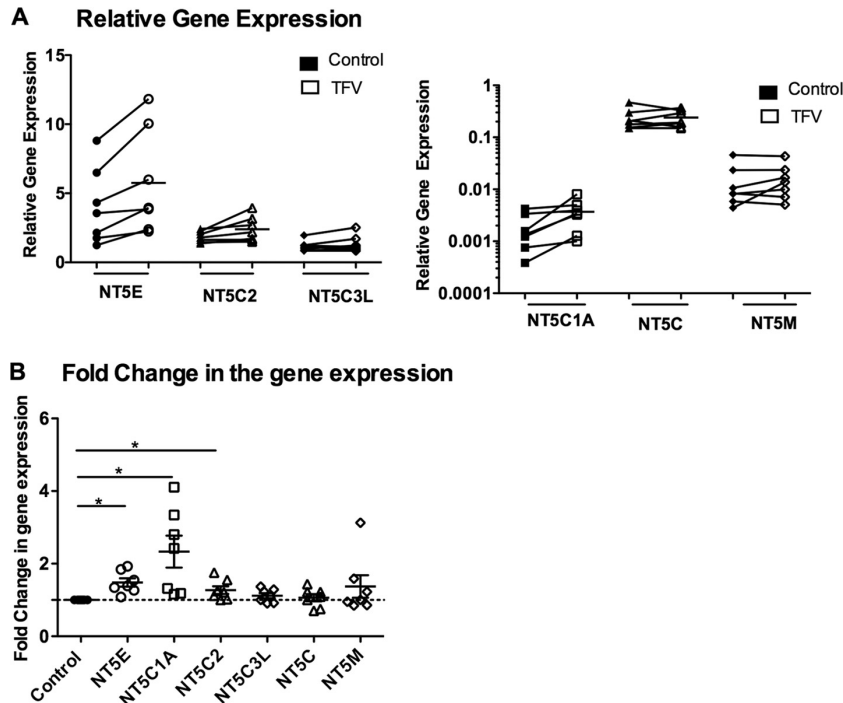 A Relative Gene Expression
Relative Gene Expression
15
10
5
0
Control
TFV
NT5E
NT5C2
NT5C3L
Relative Gene Expression
1
0.1
0.01
0.001
0.0001
Control
TFV
NT5C1A
NT5C
NT5M
B Fold Change in the gene expression
Fold Change in gene expression
6
4
2
0
*
*
*
Control
NT5E
NT5C1A
NT5C2
NT5C3L
NT5C
NT5M